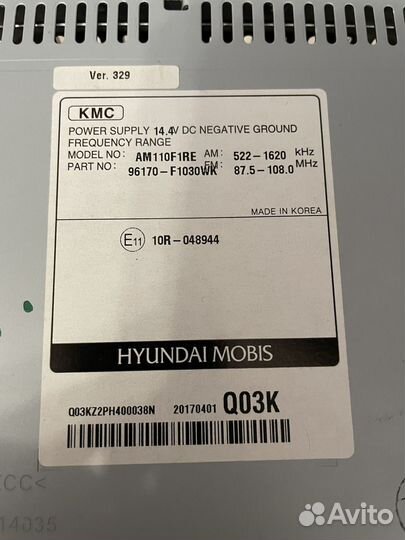 Ver. 329
KMC
POWER SUPPLY 14.4V DC NEGATIVE GROUND
FREQUENCY RANGE
MODEL NO: AM110F1RE AM: 522-1620 kHz
PART NO: 96170-F1030WK FM: 87.5-108.0 MHz
MADE IN KOREA
E11 10R-048944
HYUNDAI MOBIS
Q03KZ2PH400038N 20170401 Q03K
CC<
14035
Avito